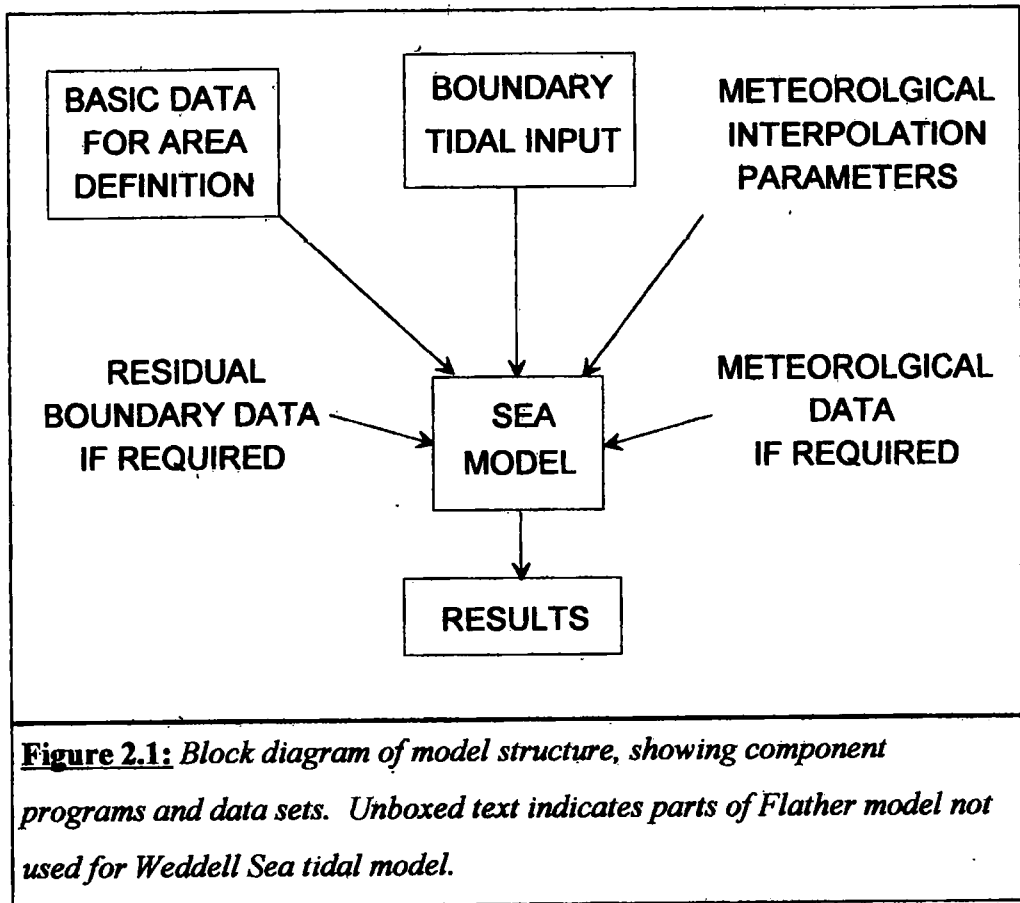 BASIC DATA
FOR AREA
DEFINITION
BOUNDARY
TIDAL INPUT
METEOROLGICAL
INTERPOLATION
PARAMETERS
RESIDUAL
BOUNDARY DATA
IF REQUIRED
SEA
MODEL
METEOROLGICAL
DATA
IF REQUIRED
RESULTS
Figure 2.1: Block diagram of model structure, showing component
programs and data sets. Unboxed text indicates parts of Flather model not
used for Weddell Sea tidal model.